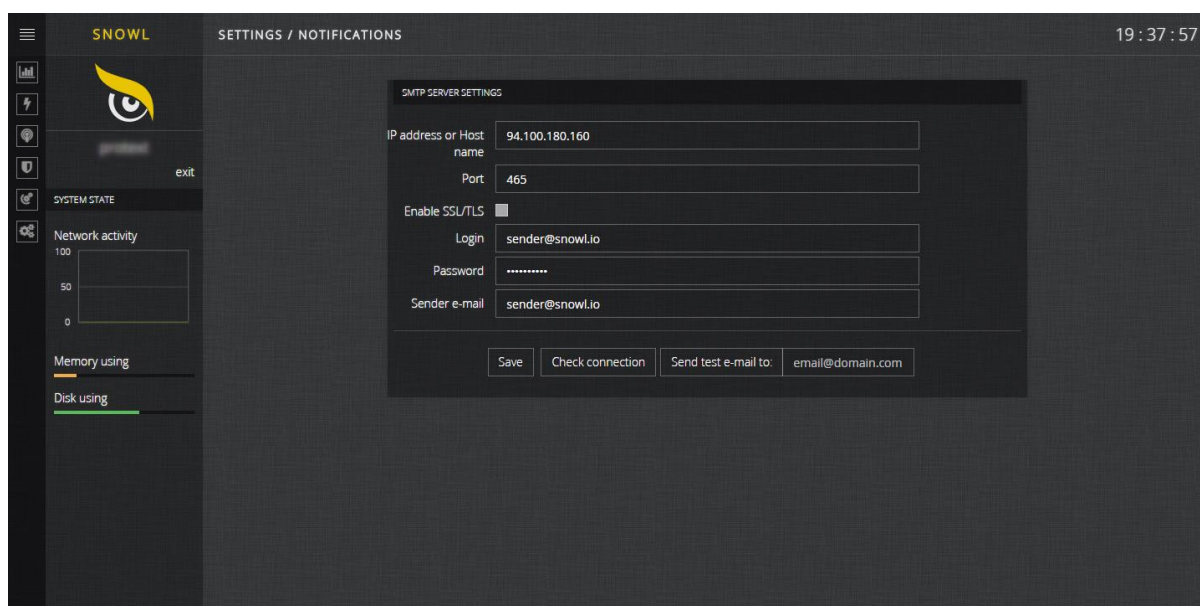 SNOWL
SETTINGS / NOTIFICATIONS
19 : 37 : 57
exit
SYSTEM STATE
Network activity
100
50
0
Memory using
Disk using
SMTP SERVER SETTINGS
IP address or Host
name
94.100.180.160
Port
465
Enable SSL/TLS
Login
sender@snowl.io
Password
••••••••••
Sender e-mail
sender@snowl.io
Save
Check connection
Send test e-mail to:
email@domain.com